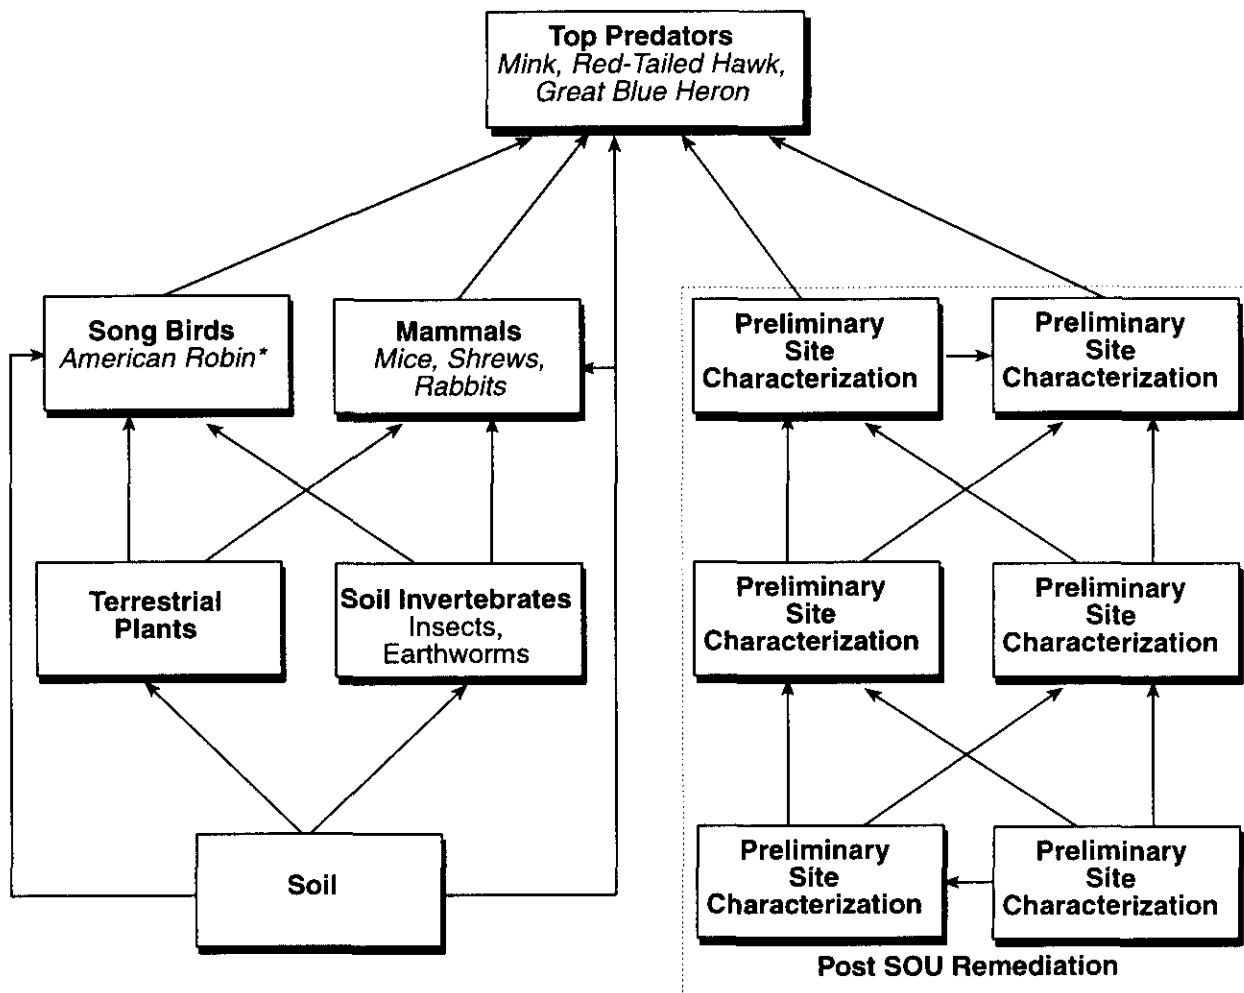 Top Predators
Mink, Red-Tailed Hawk,
Great Blue Heron
Song Birds
American Robin*
Mammals
Mice, Shrews,
Rabbits
Preliminary
Site
Characterization
Preliminary
Site
Characterization
Terrestrial
Plants
Soil Invertebrates
Insects,
Earthworms
Preliminary
Site
Characterization
Preliminary
Site
Characterization
Soil
Preliminary
Site
Characterization
Preliminary
Site
Characterization
Post SOU Remediation